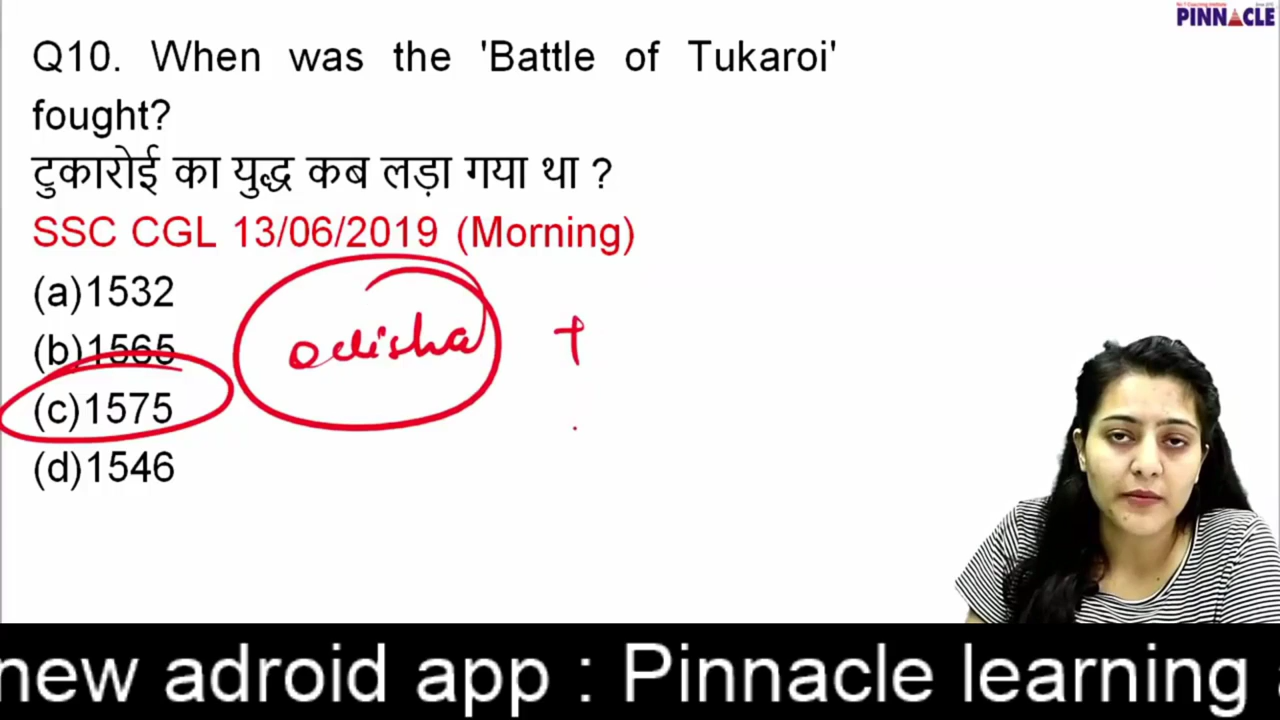 PINNACLE
Q10. When was the 'Battle of Tukaroi'
fought?
टुकारोई का युद्ध कब लड़ा गया था ?
SSC CGL 13/06/2019 (Morning)
(a)1532
(b)1565
(c)1575
(d)1546
odisha
new adroid app : Pinnacle learning